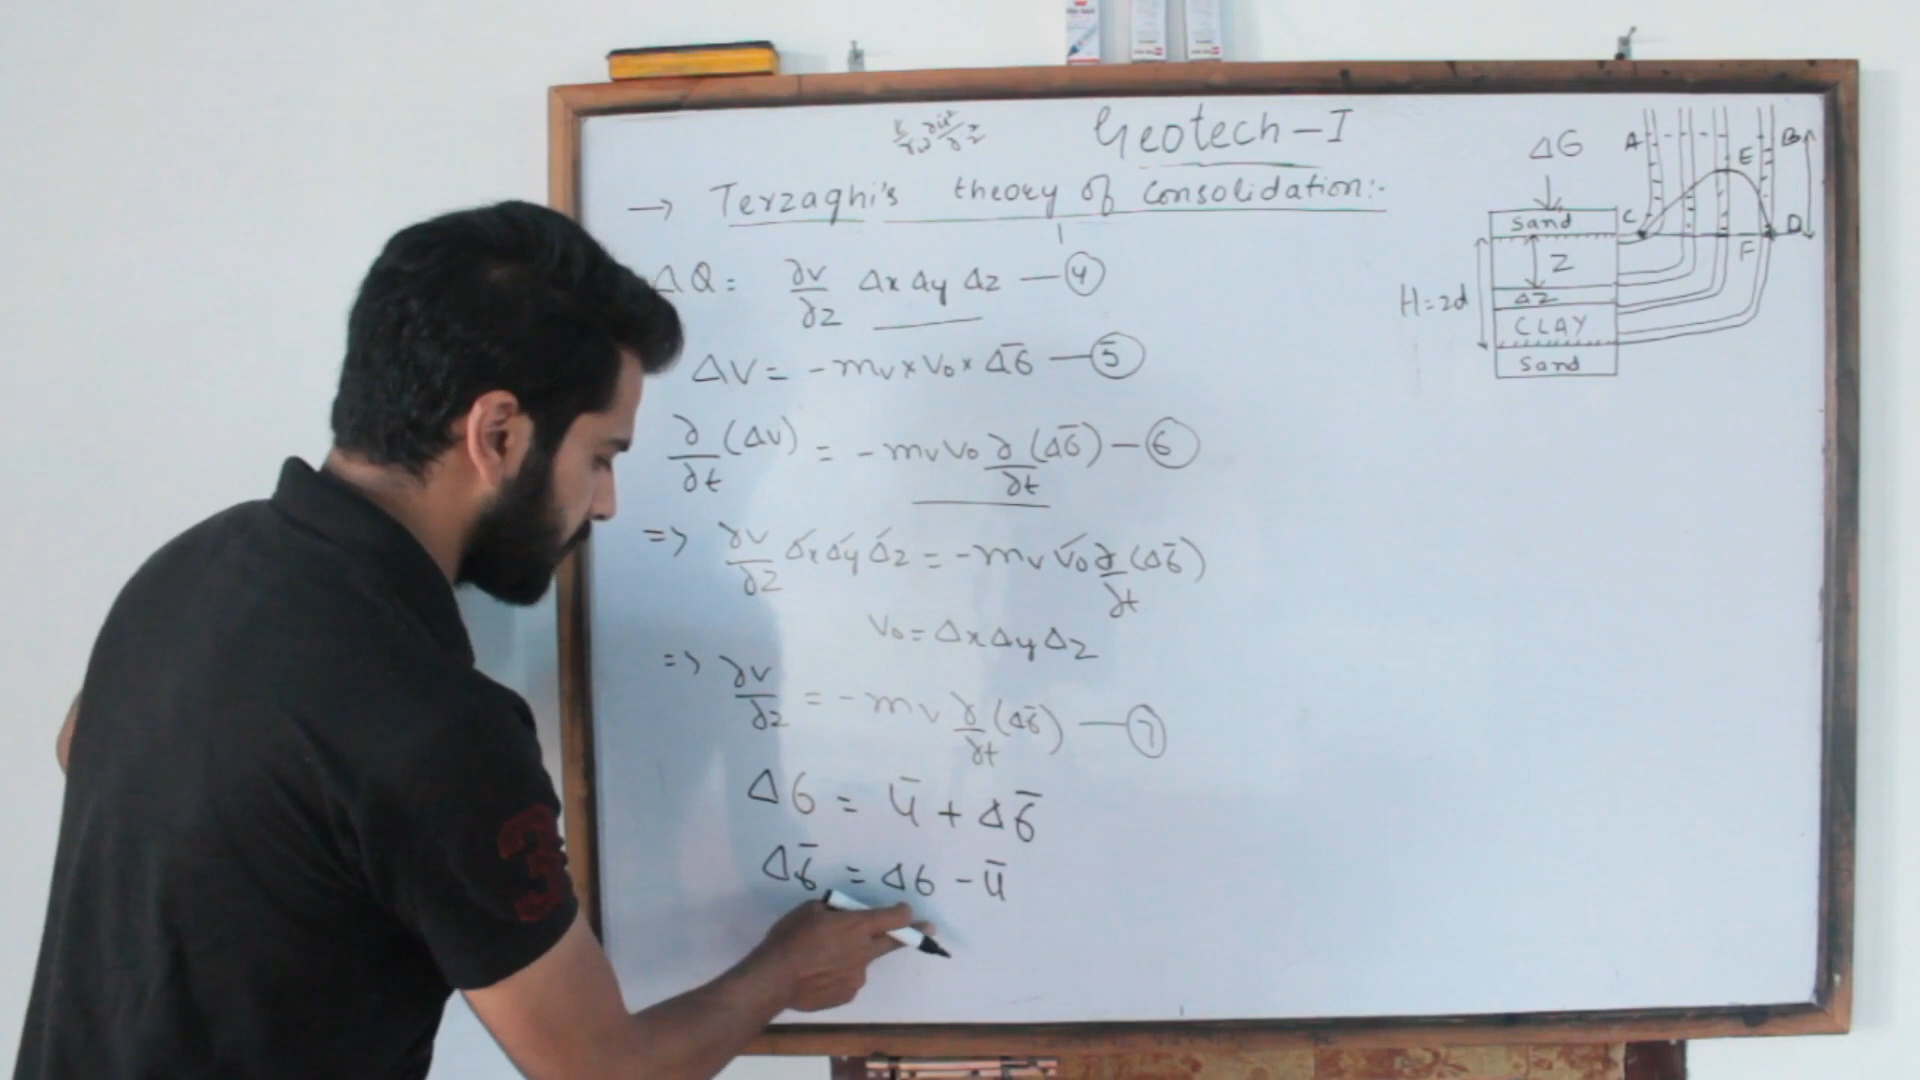 Geotech-I
→ Terzaghi's theory of consolidation:-
ΔQ = ∂v/∂z Δx Δy Δz — ④
ΔV = -mv × V₀ × Δσ̄ — ⑤
∂/∂t (Δv) = -mv V₀ ∂/∂t (Δσ̄) — ⑥
=> ∂v/∂z Δx Δy Δz = -mv V₀ ∂/∂t (Δσ̄)
V₀ = Δx Δy Δz
=> ∂v/∂z = -mv ∂/∂t (Δσ̄) — ⑦
Δσ = ū + Δσ̄
Δσ̄ = Δσ - ū
Δσ
A
B
E
C
D
F
Sand
Z
ΔZ
H=2d
CLAY
Sand
3